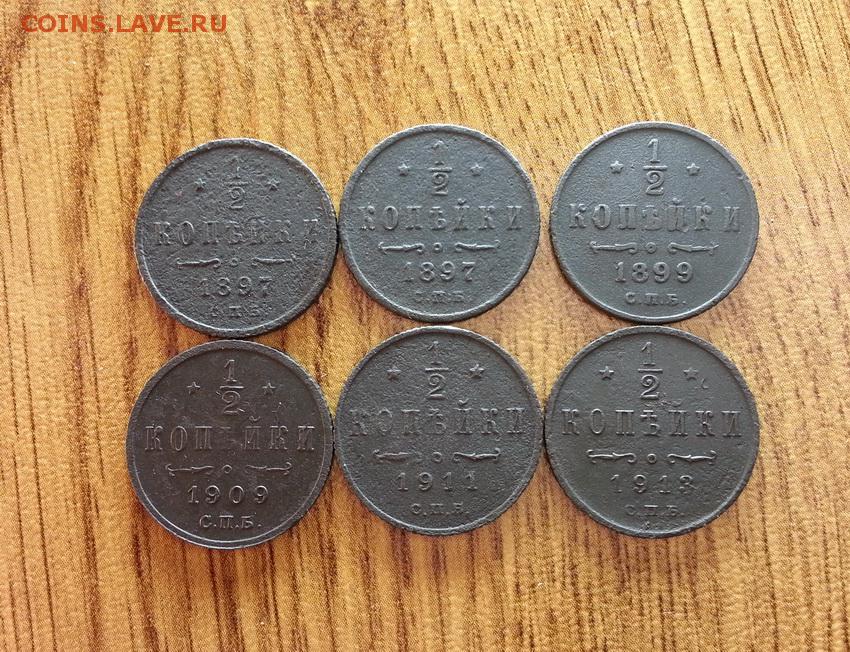 COINS.LAVE.RU
1/2
КОПѢЙКИ
1897
С.П.Б.
1/2
КОПѢЙКИ
1897
С.П.Б.
1/2
КОПѢЙКИ
1899
С.П.Б.
1/2
КОПѢЙКИ
1909
С.П.Б.
1/2
КОПѢЙКИ
1911
С.П.Б.
1/2
КОПѢЙКИ
1913
С.П.Б.